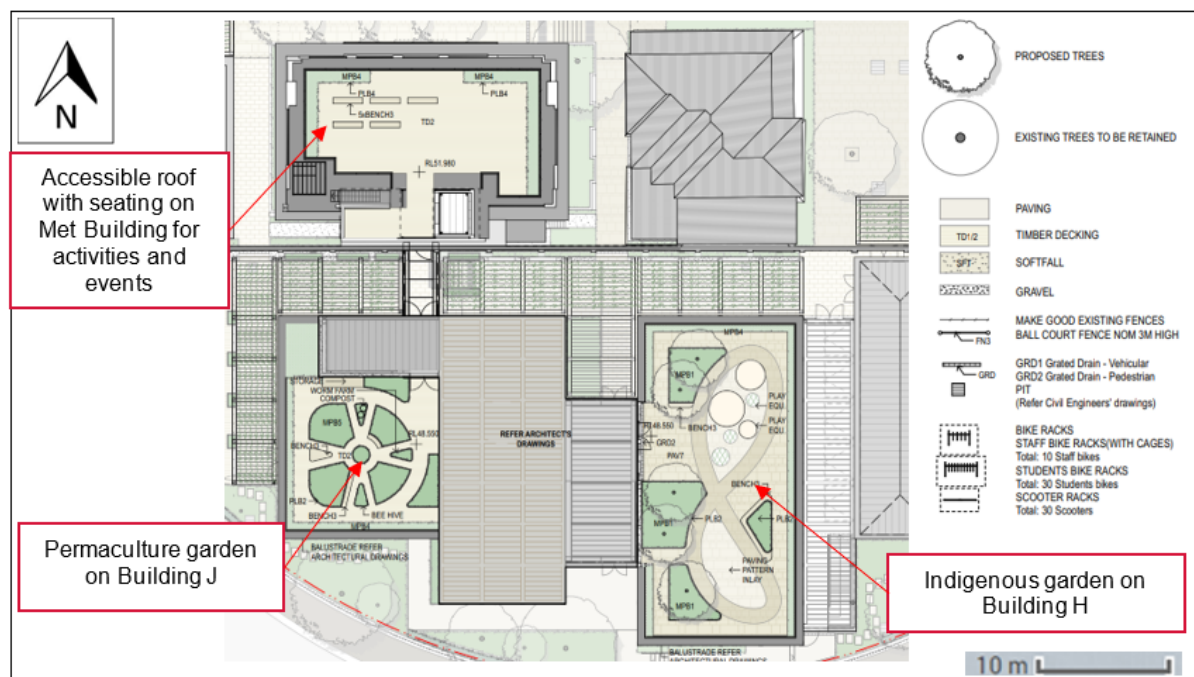 N
Accessible roof
with seating on
Met Building for
activities and
events
MPB4
MPB4
PLB4
PLB4
5xBENCH3
TD2
RL51.980
STORAGE
WORM FARM
COMPOST
MPB5
BENCH3
TD2
RL48.550
PLB2
BENCH3
BEE HIVE
MPB4
BALUSTRADE REFER
ARCHITECTURAL DRAWINGS
Permaculture garden
on Building J
REFER ARCHITECT'S
DRAWINGS
MPB4
MPB1
PLAY
EQU.
PLAY
EQU.
BENCH3
RL48.550
GRD2
PAV7
BENCH3
MPB1
PLB2
PLB2
PAVING
PATTERN
INLAY
MPB1
BALUSTRADE REFER
ARCHITECTURAL DRAWINGS
Indigenous garden on
Building H
PROPOSED TREES
EXISTING TREES TO BE RETAINED
PAVING
TD1/2
TIMBER DECKING
SFT
SOFTFALL
GRAVEL
MAKE GOOD EXISTING FENCES
BALL COURT FENCE NOM 3M HIGH
FN3
GRD1 Grated Drain - Vehicular
GRD
GRD2 Grated Drain - Pedestrian
PIT
(Refer Civil Engineers' drawings)
BIKE RACKS
STAFF BIKE RACKS(WITH CAGES)
Total: 10 Staff bikes
STUDENTS BIKE RACKS
Total: 30 Students bikes
SCOOTER RACKS
Total: 30 Scooters
10 m